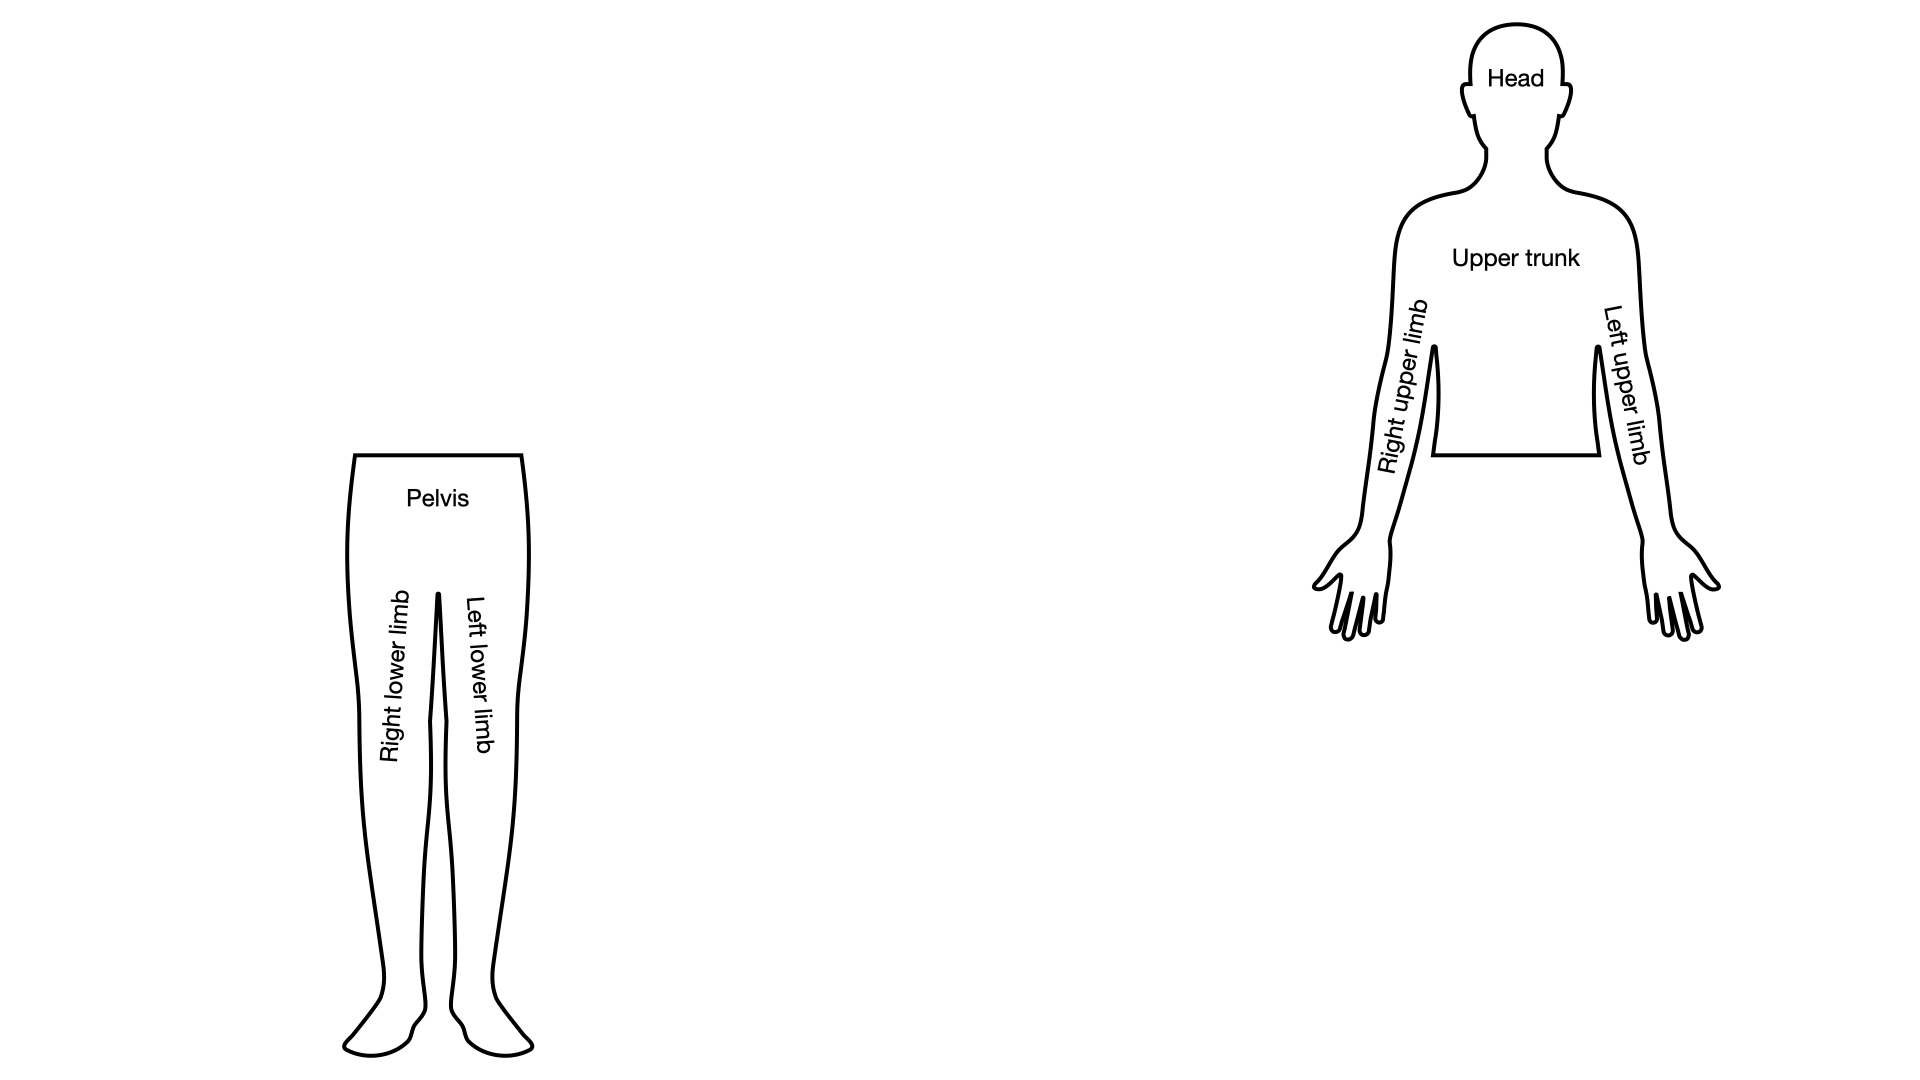 Head
Upper trunk
Right upper limb
Left upper limb
Pelvis
Right lower limb
Left lower limb